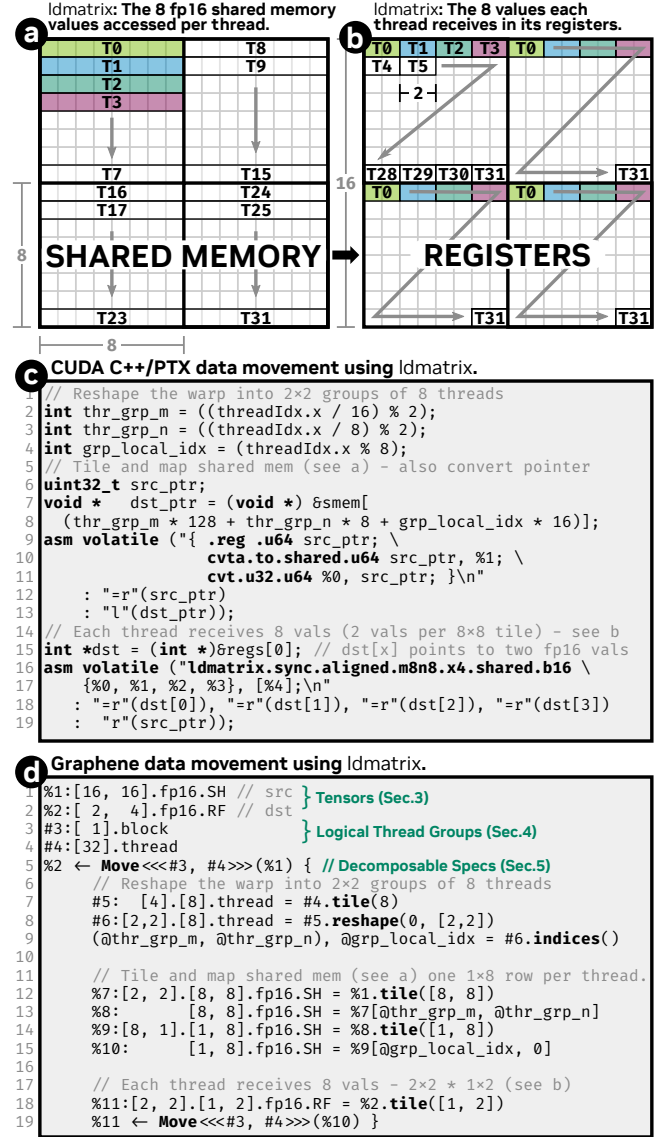 ldmatrix: The 8 fp16 shared memory
values accessed per thread.
ldmatrix: The 8 values each
thread receives in its registers.
a
b
T0 T8
T1 T9
T2
T3
T7 T15
T16 T24
T17 T25
T23 T31
8
8
SHARED MEMORY
T0 T1 T2 T3 T0
T4 T5
2
T28 T29 T30 T31 T31
16
T0 T0
REGISTERS
T31 T31
c CUDA C++/PTX data movement using ldmatrix.
1 // Reshape the warp into 2×2 groups of 8 threads
2 int thr_grp_m = ((threadIdx.x / 16) % 2);
3 int thr_grp_n = ((threadIdx.x / 8) % 2);
4 int grp_local_idx = (threadIdx.x % 8);
5 // Tile and map shared mem (see a) - also convert pointer
6 uint32_t src_ptr;
7 void * dst_ptr = (void *) &smem[
8 (thr_grp_m * 128 + thr_grp_n * 8 + grp_local_idx * 16)];
9 asm volatile ("{ .reg .u64 src_ptr; \
10 cvta.to.shared.u64 src_ptr, %1; \
11 cvt.u32.u64 %0, src_ptr; }\n"
12 : "=r"(src_ptr)
13 : "l"(dst_ptr));
14 // Each thread receives 8 vals (2 vals per 8×8 tile) - see b
15 int *dst = (int *)&regs[0]; // dst[x] points to two fp16 vals
16 asm volatile ("ldmatrix.sync.aligned.m8n8.x4.shared.b16 \
17 {%0, %1, %2, %3}, [%4];\n"
18 : "=r"(dst[0]), "=r"(dst[1]), "=r"(dst[2]), "=r"(dst[3])
19 : "r"(src_ptr));
d Graphene data movement using ldmatrix.
1 %1:[16, 16].fp16.SH // src } Tensors (Sec.3)
2 %2:[ 2, 4].fp16.RF // dst
3 #3:[ 1].block } Logical Thread Groups (Sec.4)
4 #4:[32].thread
5 %2 ← Move<<<#3, #4>>>(%1) { // Decomposable Specs (Sec.5)
6 // Reshape the warp into 2×2 groups of 8 threads
7 #5: [4].[8].thread = #4.tile(8)
8 #6:[2,2].[8].thread = #5.reshape(0, [2,2])
9 (@thr_grp_m, @thr_grp_n), @grp_local_idx = #6.indices()
10
11 // Tile and map shared mem (see a) one 1×8 row per thread.
12 %7:[2, 2].[8, 8].fp16.SH = %1.tile([8, 8])
13 %8: [8, 8].fp16.SH = %7[@thr_grp_m, @thr_grp_n]
14 %9:[8, 1].[1, 8].fp16.SH = %8.tile([1, 8])
15 %10: [1, 8].fp16.SH = %9[@grp_local_idx, 0]
16
17 // Each thread receives 8 vals - 2×2 * 1×2 (see b)
18 %11:[2, 2].[1, 2].fp16.RF = %2.tile([1, 2])
19 %11 ← Move<<<#3, #4>>>(%10) }